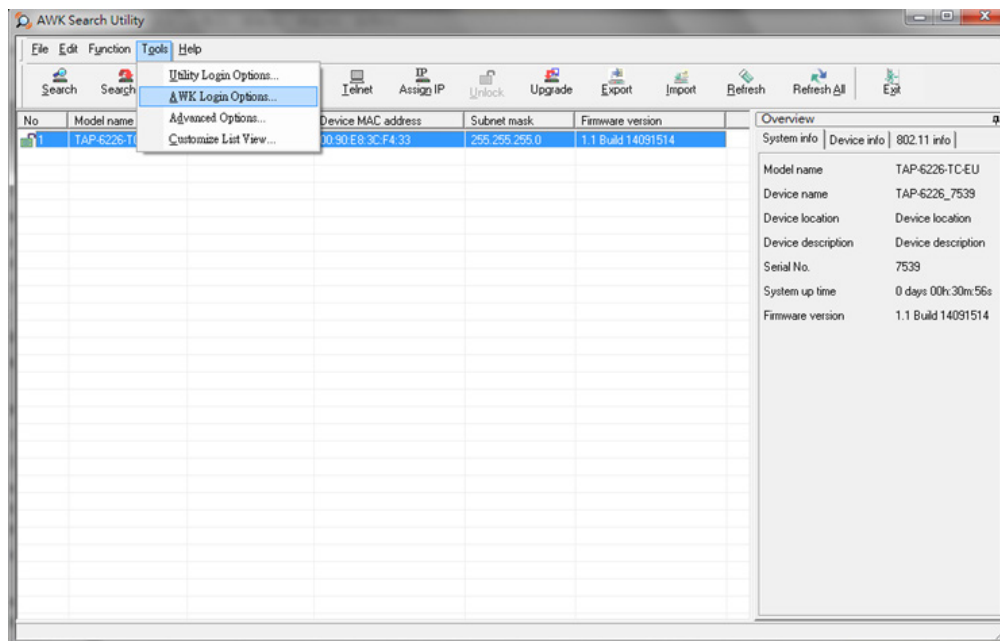 AWK Search Utility
File Edit Function Tools Help
Search Search Telnet Assign IP Unlock Upgrade Export Import Refresh Refresh All Exit
Utility Login Options...
AWK Login Options...
Advanced Options...
Customize List View...
No Model name Device MAC address Subnet mask Firmware version
1 TAP-6226-T 00:90:E8:3C:F4:33 255.255.255.0 1.1 Build 14091514
Overview
System info Device info 802.11 info
Model name TAP-6226-TC-EU
Device name TAP-6226_7539
Device location Device location
Device description Device description
Serial No. 7539
System up time 0 days 00h:30m:56s
Firmware version 1.1 Build 14091514